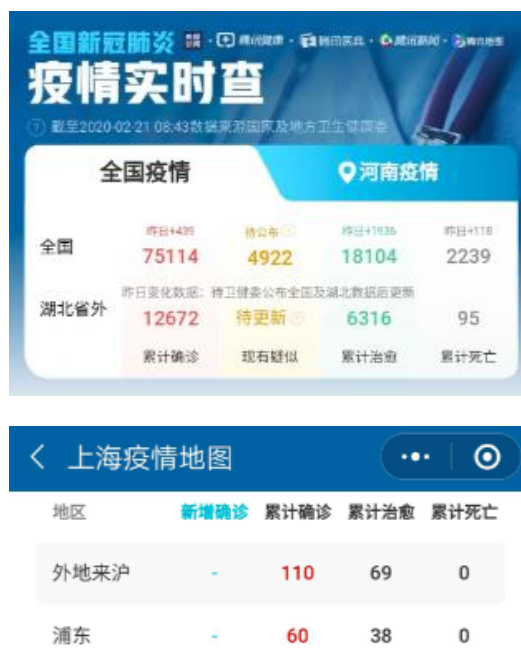 全国新冠肺炎
疫情实时查
截至2020-02-21 08:43数据来源国家及地方卫生健康委
全国疫情 河南疫情
昨日+439 待公布 昨日+1936 昨日+118
全国 75114 4922 18104 2239
昨日变化数据：待卫健委公布全国及湖北数据后更新
湖北省外 12672 待更新 6316 95
累计确诊 现有疑似 累计治愈 累计死亡
上海疫情地图
地区 新增确诊 累计确诊 累计治愈 累计死亡
外地来沪 - 110 69 0
浦东 - 60 38 0